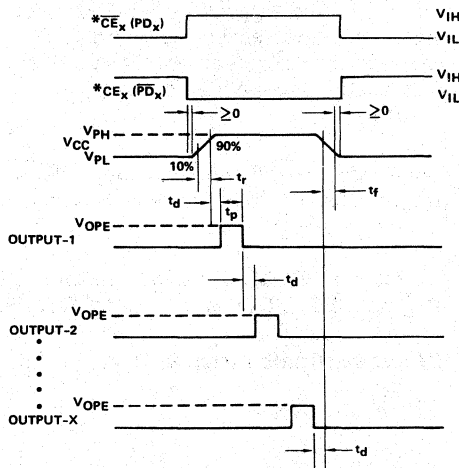 *CEx (PDx)
VIH
VIL
*CEx (PDx)
VIH
VIL
≥0
≥0
VCC
VPH
VPL
10%
90%
tr
tf
td
tp
VOPE
OUTPUT-1
td
VOPE
OUTPUT-2
VOPE
OUTPUT-X
td